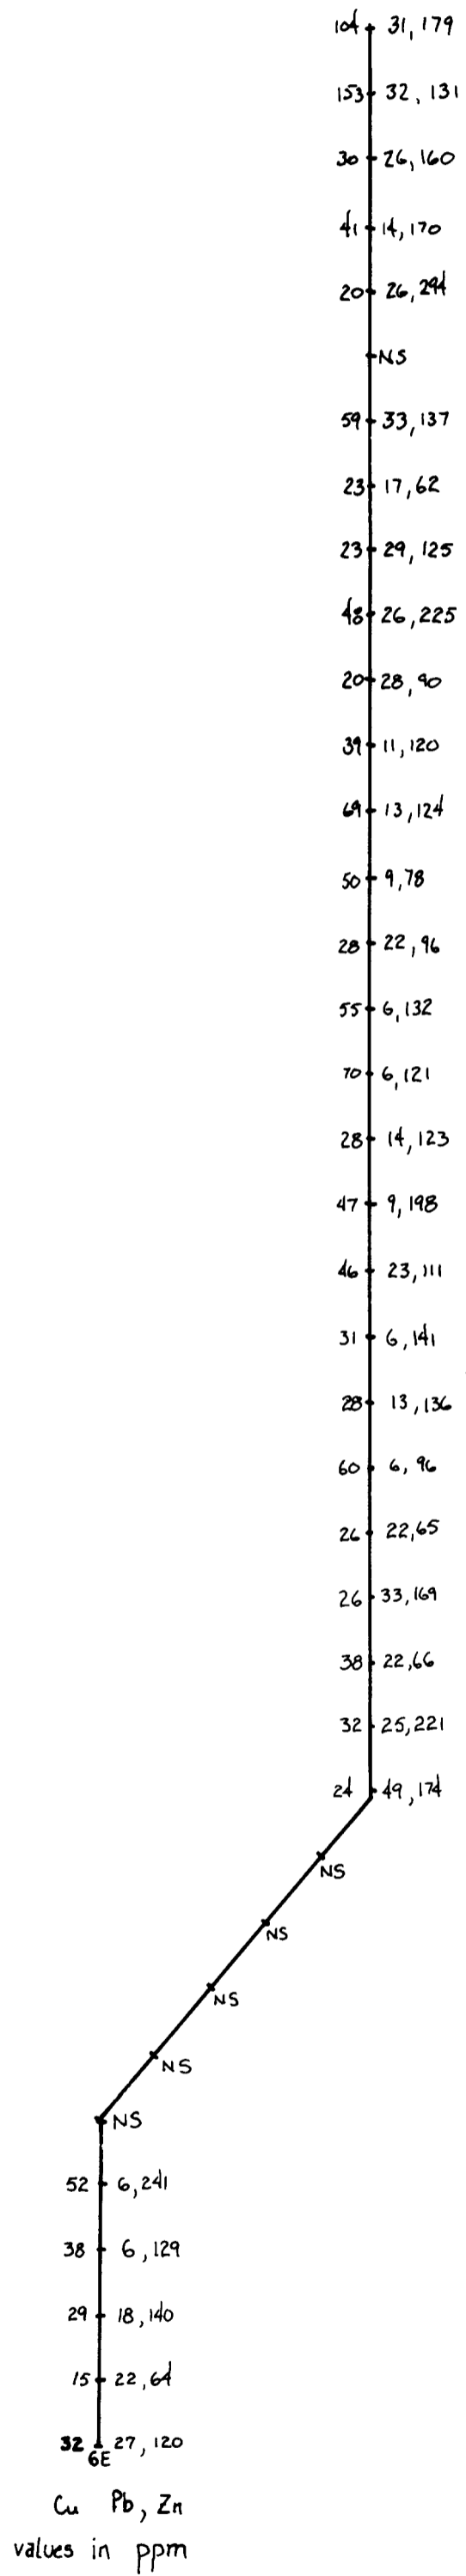 104 31, 179
153 32, 131
30 26, 160
41 14, 170
20 26, 294
NS
59 33, 137
23 17, 62
23 29, 125
48 26, 225
20 28, 90
39 11, 120
69 13, 124
50 9, 78
28 22, 96
55 6, 132
70 6, 121
28 14, 123
47 9, 198
46 23, 111
31 6, 141
28 13, 136
60 6, 96
26 22, 65
26 33, 169
38 22, 66
32 25, 221
24 49, 174
NS
NS
NS
NS
NS
52 6, 241
38 6, 129
29 18, 140
15 22, 64
32 27, 120
6E
Cu Pb, Zn
values in ppm